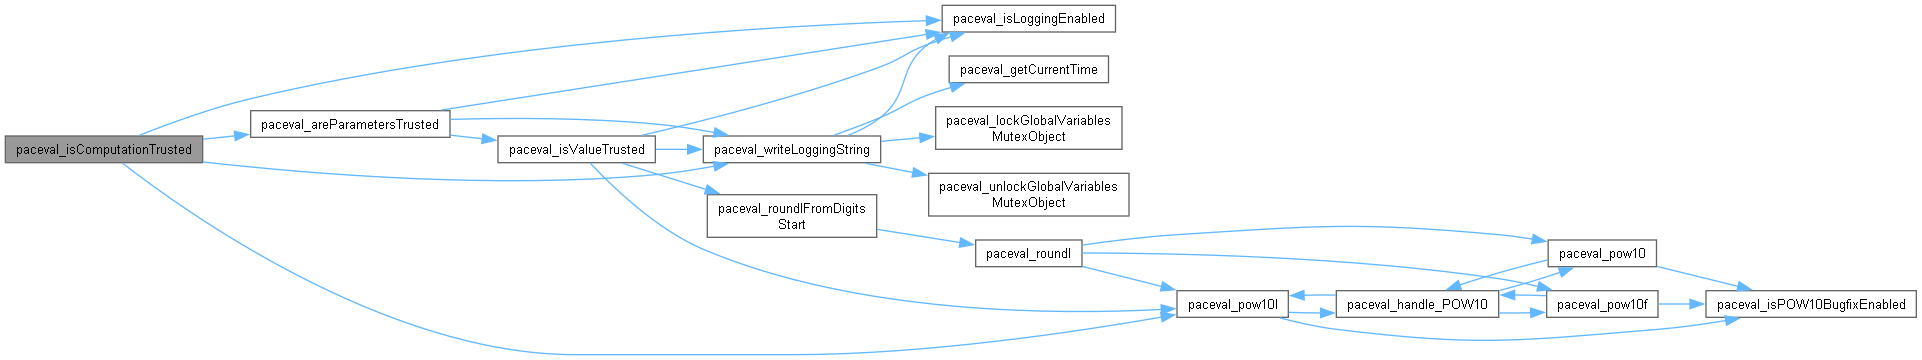 paceval_isComputationTrusted
paceval_areParametersTrusted
paceval_isValueTrusted
paceval_writeLoggingString
paceval_roundlFromDigits
Start
paceval_isLoggingEnabled
paceval_getCurrentTime
paceval_lockGlobalVariables
MutexObject
paceval_unlockGlobalVariables
MutexObject
paceval_roundl
paceval_pow10l
paceval_handle_POW10
paceval_pow10
paceval_pow10f
paceval_isPOW10BugfixEnabled